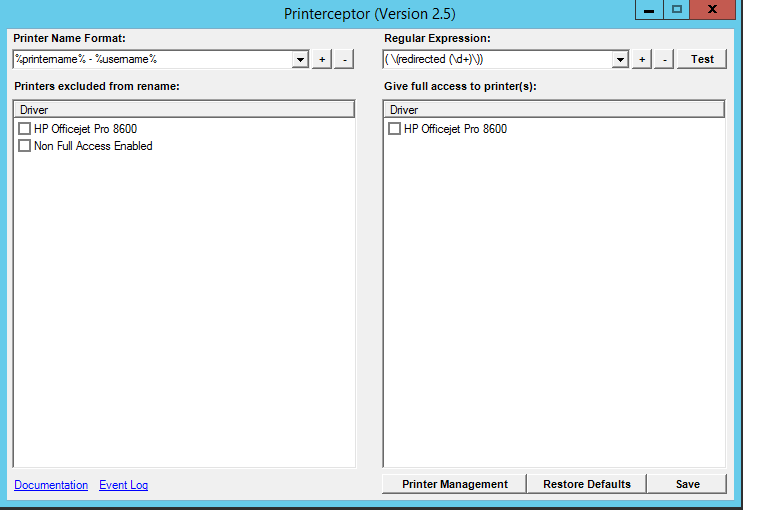 Printerceptor (Version 2.5)
Printer Name Format:
%printername% - %username%
+
-
Regular Expression:
( \(redirected (\d+)\))
+
-
Test
Printers excluded from rename:
Driver
HP Officejet Pro 8600
Non Full Access Enabled
Give full access to printer(s):
Driver
HP Officejet Pro 8600
Documentation
Event Log
Printer Management
Restore Defaults
Save